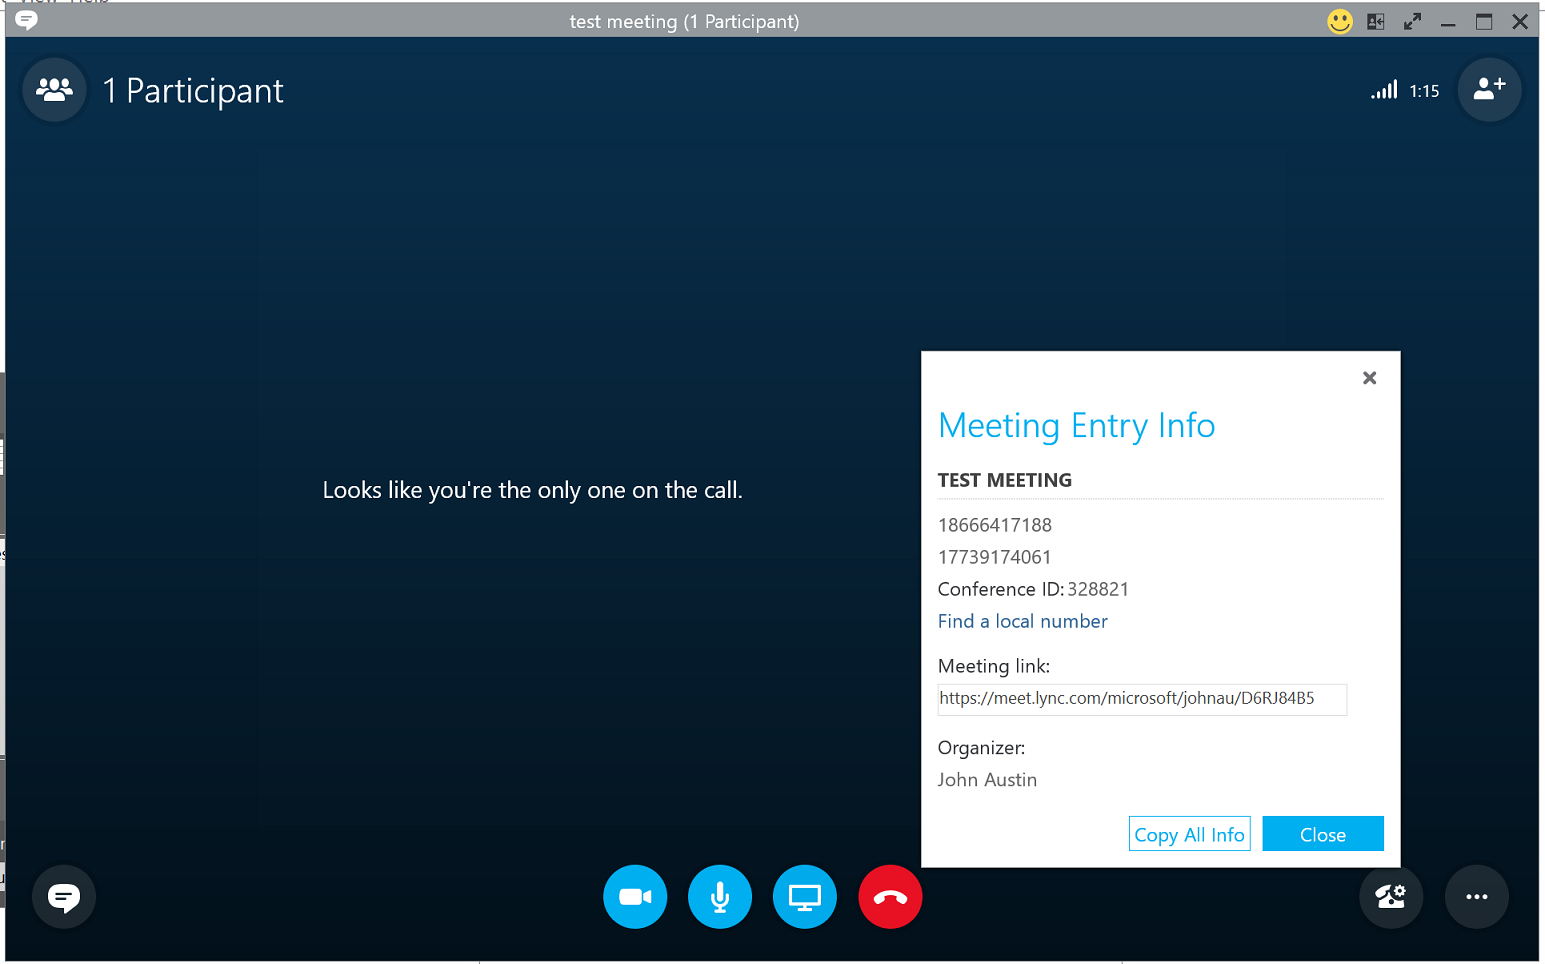 View Help
test meeting (1 Participant)
1 Participant
1:15
Looks like you're the only one on the call.
Meeting Entry Info
TEST MEETING
18666417188
17739174061
Conference ID: 328821
Find a local number
Meeting link:
https://meet.lync.com/microsoft/johnau/D6RJ84B5
Organizer:
John Austin
Copy All Info
Close